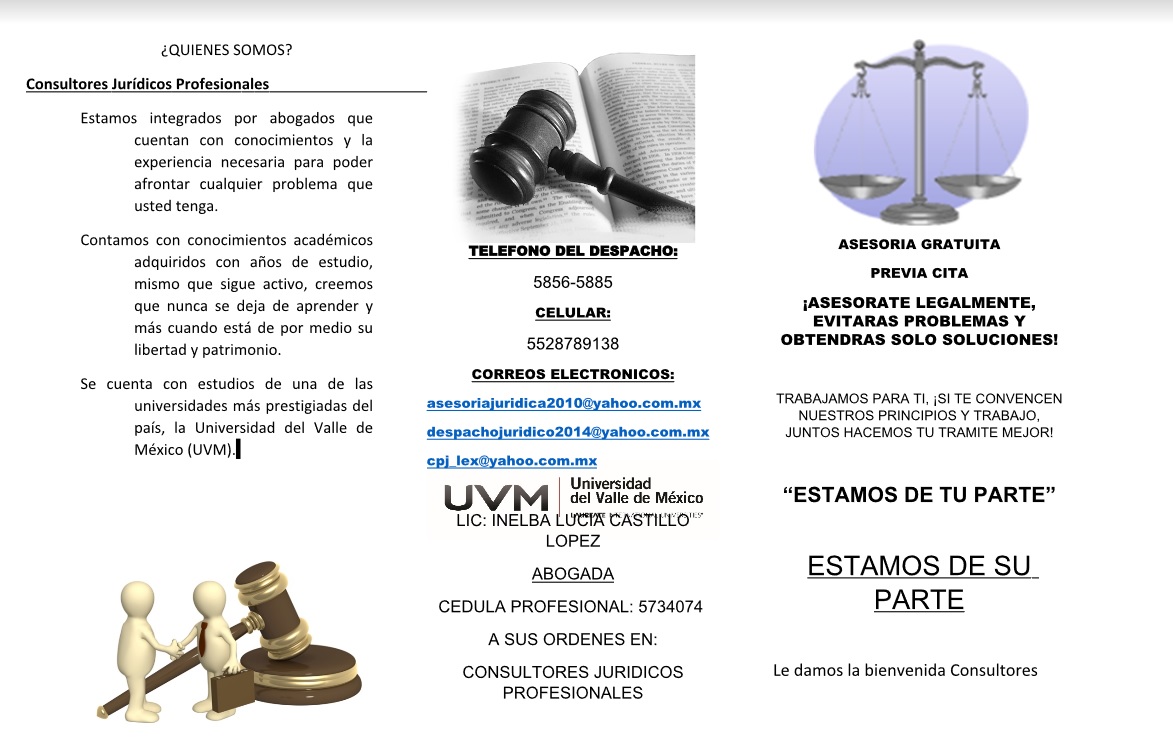 ¿QUIENES SOMOS?
Consultores Jurídicos Profesionales
Estamos integrados por abogados que
cuentan con conocimientos y la
experiencia necesaria para poder
afrontar cualquier problema que
usted tenga.
Contamos con conocimientos académicos
adquiridos con años de estudio,
mismo que sigue activo, creemos
que nunca se deja de aprender y
más cuando está de por medio su
libertad y patrimonio.
Se cuenta con estudios de una de las
universidades más prestigiadas del
país, la Universidad del Valle de
México (UVM).
TELEFONO DEL DESPACHO:
5856-5885
CELULAR:
5528789138
CORREOS ELECTRONICOS:
asesoriajuridica2010@yahoo.com.mx
despachojuridico2014@yahoo.com.mx
cpj_lex@yahoo.com.mx
UVM
Universidad
del Valle de México
LIC: INELBA LUCIA CASTILLO
LOPEZ
ABOGADA
CEDULA PROFESIONAL: 5734074
A SUS ORDENES EN:
CONSULTORES JURIDICOS
PROFESIONALES
ASESORIA GRATUITA
PREVIA CITA
¡ASESORATE LEGALMENTE,
EVITARAS PROBLEMAS Y
OBTENDRAS SOLO SOLUCIONES!
TRABAJAMOS PARA TI, ¡SI TE CONVENCEN
NUESTROS PRINCIPIOS Y TRABAJO,
JUNTOS HACEMOS TU TRAMITE MEJOR!
“ESTAMOS DE TU PARTE”
ESTAMOS DE SU
PARTE
Le damos la bienvenida Consultores